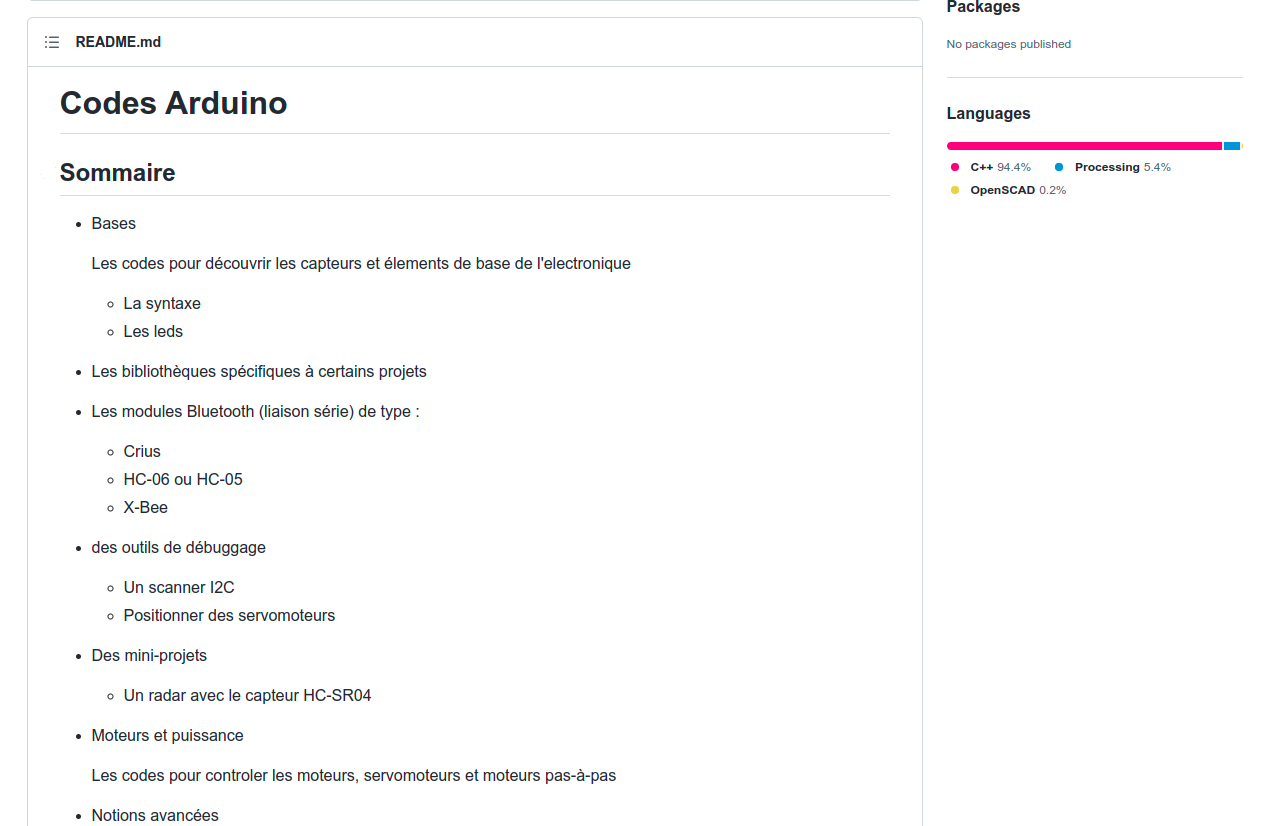 README.md
Codes Arduino
Sommaire
Bases
Les codes pour découvrir les capteurs et élements de base de l'electronique
La syntaxe
Les leds
Les bibliothèques spécifiques à certains projets
Les modules Bluetooth (liaison série) de type :
Crius
HC-06 ou HC-05
X-Bee
des outils de débuggage
Un scanner I2C
Positionner des servomoteurs
Des mini-projets
Un radar avec le capteur HC-SR04
Moteurs et puissance
Les codes pour controler les moteurs, servomoteurs et moteurs pas-à-pas
Notions avancées
Packages
No packages published
Languages
C++ 94.4% Processing 5.4%
OpenSCAD 0.2%